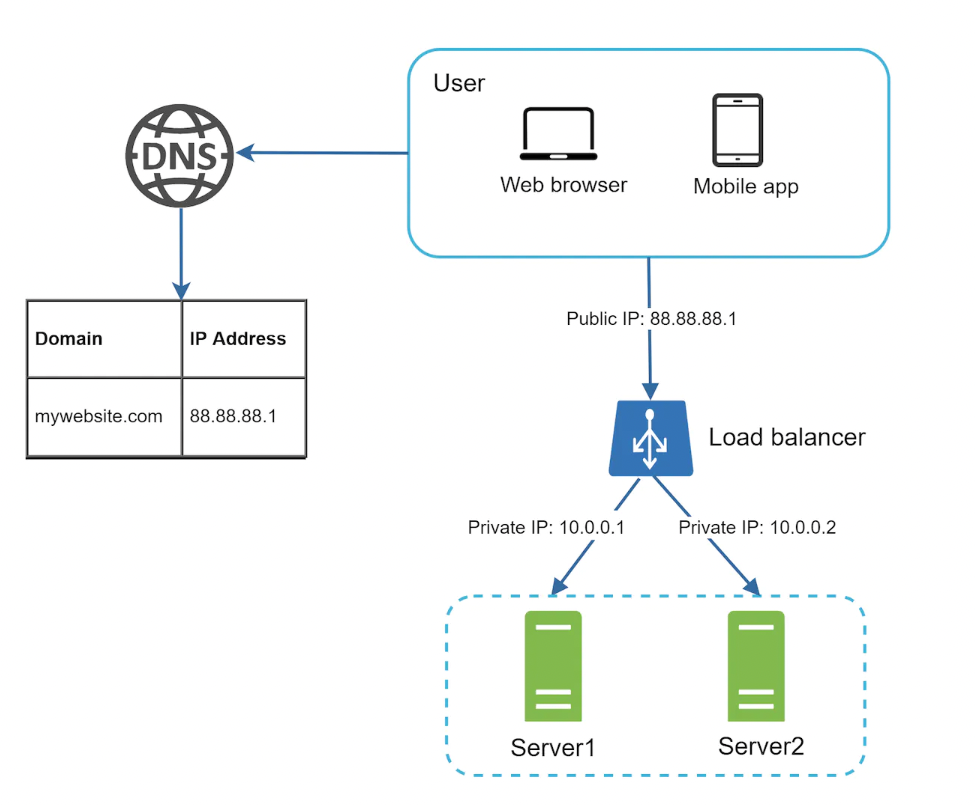 User
DNS
Web browser
Mobile app
Domain
IP Address
mywebsite.com
88.88.88.1
Public IP: 88.88.88.1
Load balancer
Private IP: 10.0.0.1
Private IP: 10.0.0.2
Server1
Server2